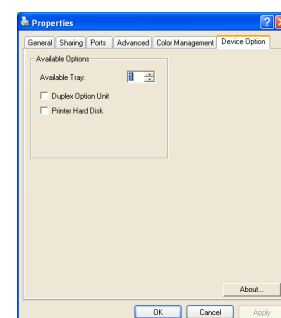 Properties
General Sharing Ports Advanced Color Management Device Option
Available Options
Available Tray: 1
Duplex Option Unit
Printer Hard Disk
About...
OK Cancel Apply